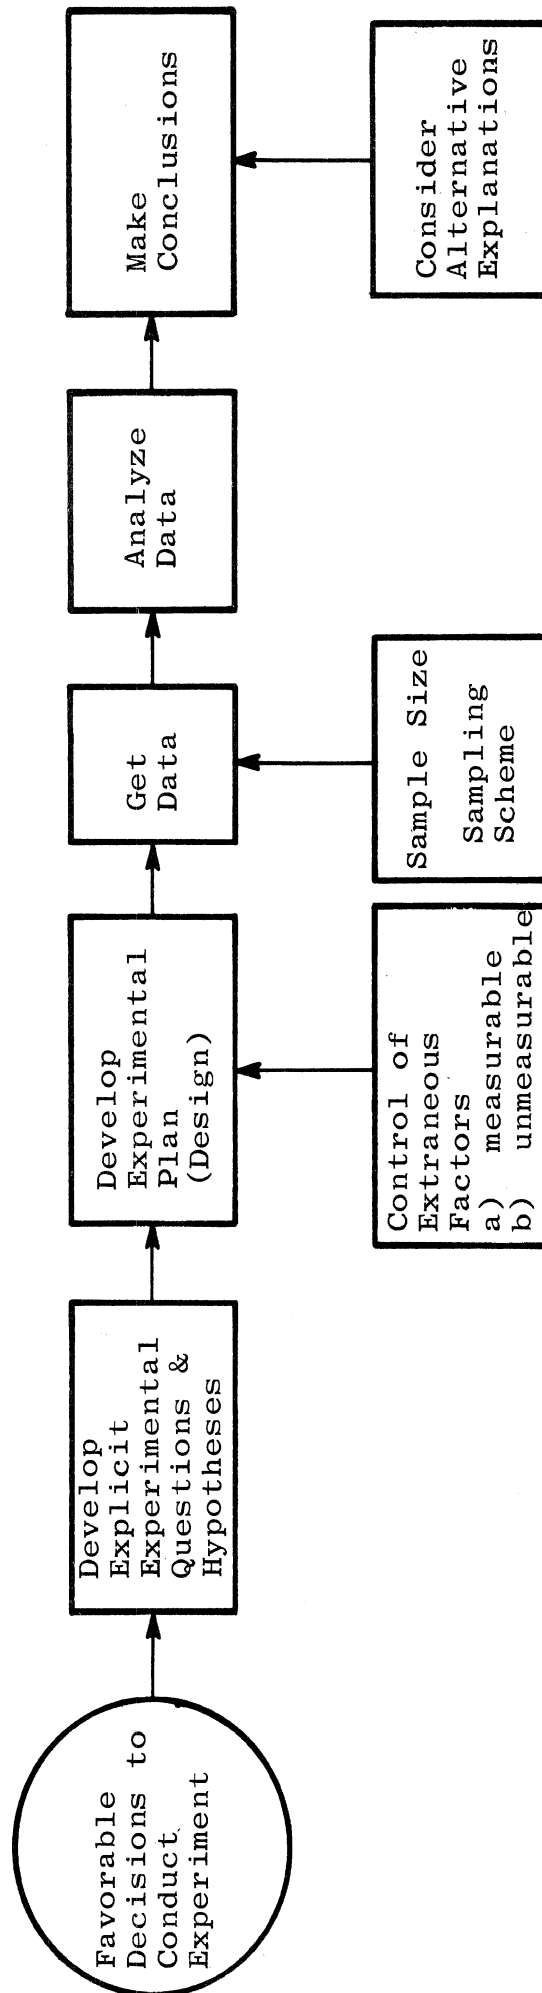 Favorable
Decisions to
Conduct
Experiment
Develop
Explicit
Experimental
Questions &
Hypotheses
Develop
Experimental
Plan
(Design)
Get
Data
Analyze
Data
Make
Conclusions
Control of
Extraneous
Factors
a) measurable
b) unmeasurable
Sample Size
Sampling
Scheme
Consider
Alternative
Explanations